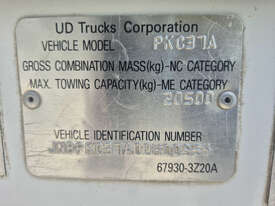 UD Trucks Corporation
VEHICLE MODEL PKC37A
GROSS COMBINATION MASS(kg)-NC CATEGORY
MAX. TOWING CAPACITY(kg)-ME CATEGORY
20500
VEHICLE IDENTIFICATION NUMBER
67930-3Z20A